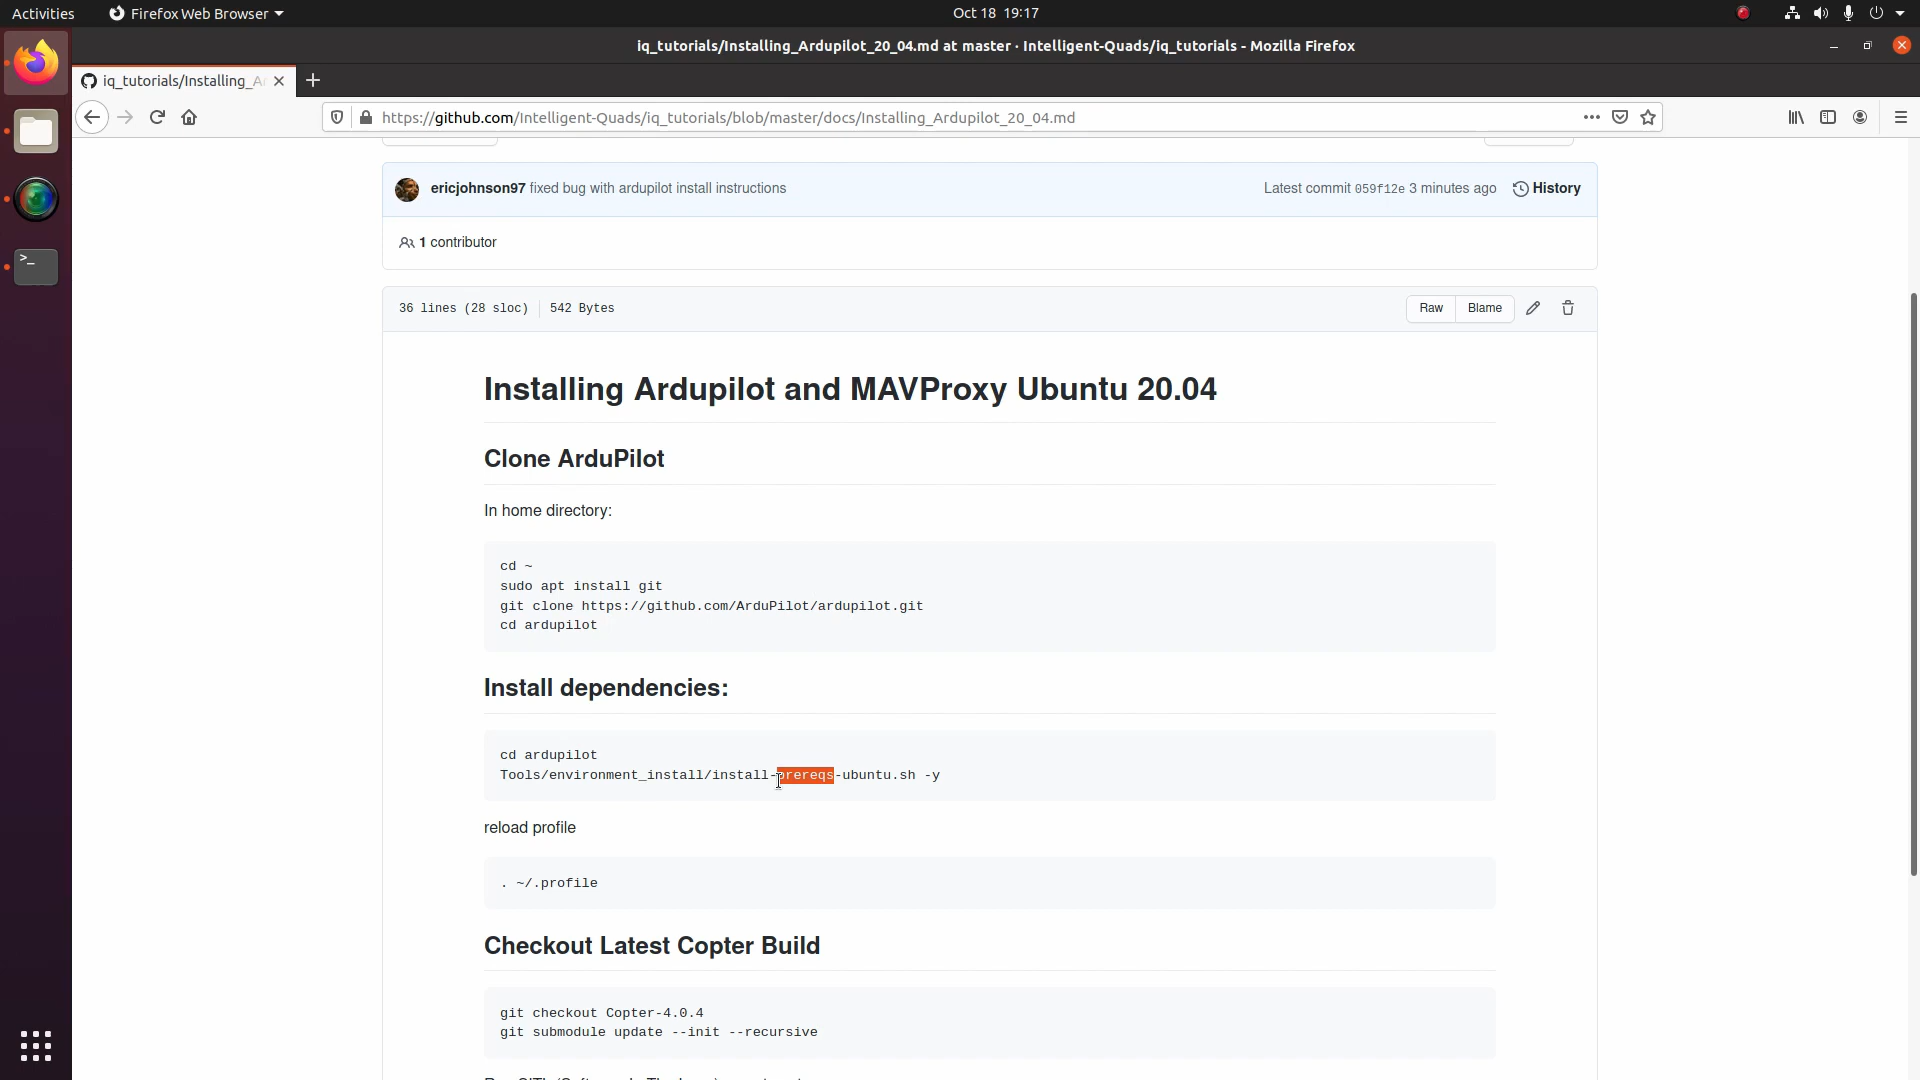 Activities
Firefox Web Browser
Oct 18 19:17
iq_tutorials/Installing_Ardupilot_20_04.md at master · Intelligent-Quads/iq_tutorials - Mozilla Firefox
iq_tutorials/Installing_A
https://github.com/Intelligent-Quads/iq_tutorials/blob/master/docs/Installing_Ardupilot_20_04.md
ericjohnson97 fixed bug with ardupilot install instructions
Latest commit 059f12e 3 minutes ago
History
1 contributor
36 lines (28 sloc)
542 Bytes
Raw
Blame
Installing Ardupilot and MAVProxy Ubuntu 20.04
Clone ArduPilot
In home directory:
cd ~
sudo apt install git
git clone https://github.com/ArduPilot/ardupilot.git
cd ardupilot
Install dependencies:
cd ardupilot
Tools/environment_install/install-prereqs-ubuntu.sh -y
reload profile
. ~/.profile
Checkout Latest Copter Build
git checkout Copter-4.0.4
git submodule update --init --recursive